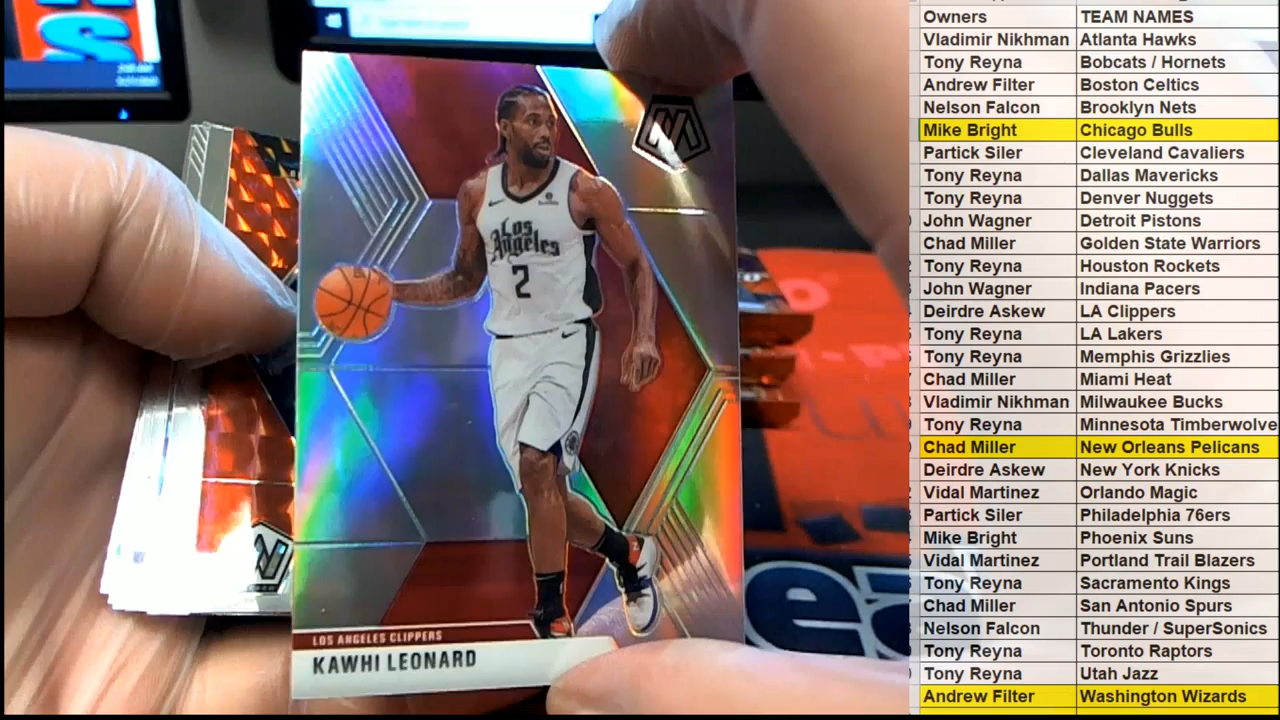 Los
Angeles
2
LOS ANGELES CLIPPERS
KAWHI LEONARD
Owners TEAM NAMES
Vladimir Nikhman Atlanta Hawks
Tony Reyna Bobcats / Hornets
Andrew Filter Boston Celtics
Nelson Falcon Brooklyn Nets
Mike Bright Chicago Bulls
Partick Siler Cleveland Cavaliers
Tony Reyna Dallas Mavericks
Tony Reyna Denver Nuggets
John Wagner Detroit Pistons
Chad Miller Golden State Warriors
Tony Reyna Houston Rockets
John Wagner Indiana Pacers
Deirdre Askew LA Clippers
Tony Reyna LA Lakers
Tony Reyna Memphis Grizzlies
Chad Miller Miami Heat
Vladimir Nikhman Milwaukee Bucks
Tony Reyna Minnesota Timberwolve
Chad Miller New Orleans Pelicans
Deirdre Askew New York Knicks
Vidal Martinez Orlando Magic
Partick Siler Philadelphia 76ers
Mike Bright Phoenix Suns
Vidal Martinez Portland Trail Blazers
Tony Reyna Sacramento Kings
Chad Miller San Antonio Spurs
Nelson Falcon Thunder / SuperSonics
Tony Reyna Toronto Raptors
Tony Reyna Utah Jazz
Andrew Filter Washington Wizards